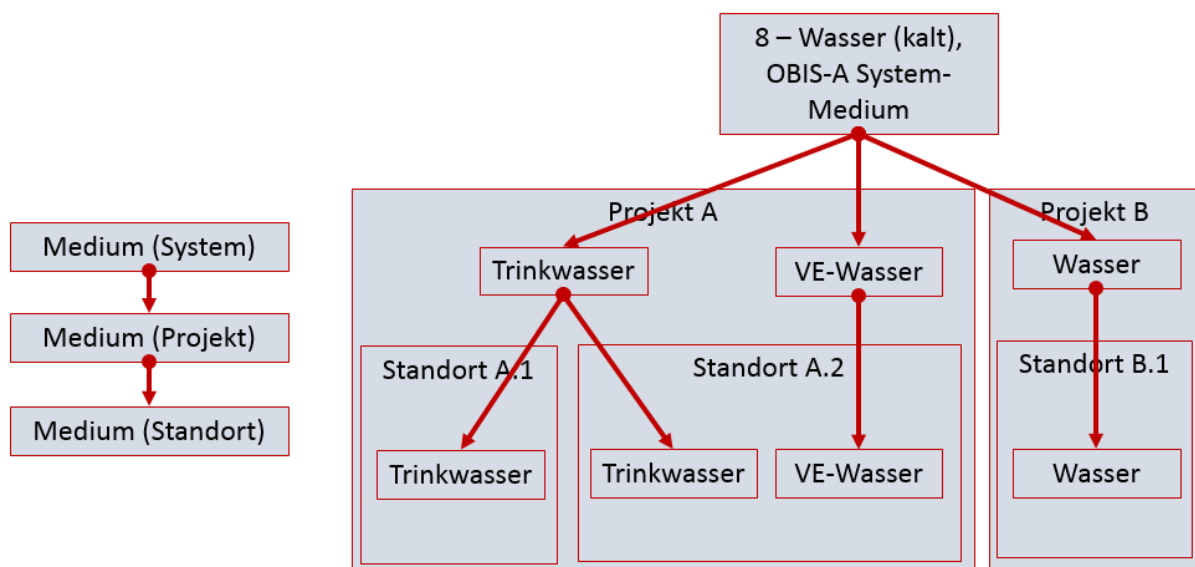 8 – Wasser (kalt),
OBIS-A System-
Medium
Medium (System)
Medium (Projekt)
Medium (Standort)
Projekt A
Trinkwasser
VE-Wasser
Standort A.1
Trinkwasser
Standort A.2
Trinkwasser
VE-Wasser
Projekt B
Wasser
Standort B.1
Wasser